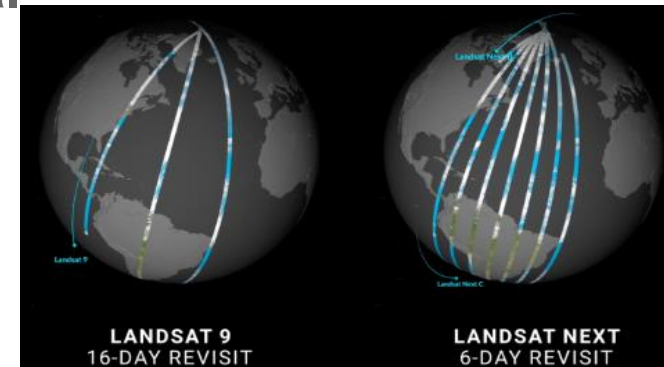 Landsat 9
LANDSAT 9
16-DAY REVISIT
Landsat Next
Landsat Next C
LANDSAT NEXT
6-DAY REVISIT